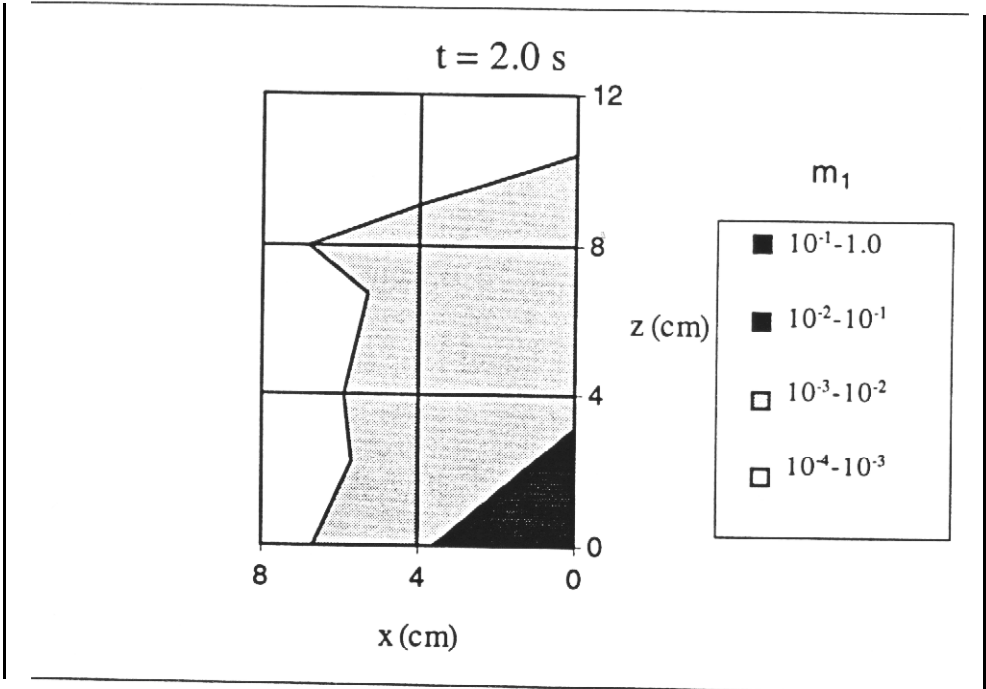 t = 2.0 s
12
8
z (cm)
4
0
8 4 0
x (cm)
m₁
10⁻¹-1.0
10⁻²-10⁻¹
10⁻³-10⁻²
10⁻⁴-10⁻³